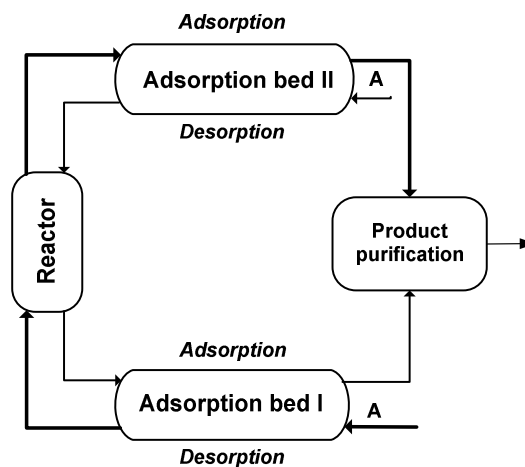 Adsorption
Adsorption bed II
A
Desorption
Reactor
Product
purification
Adsorption
Adsorption bed I
A
Desorption